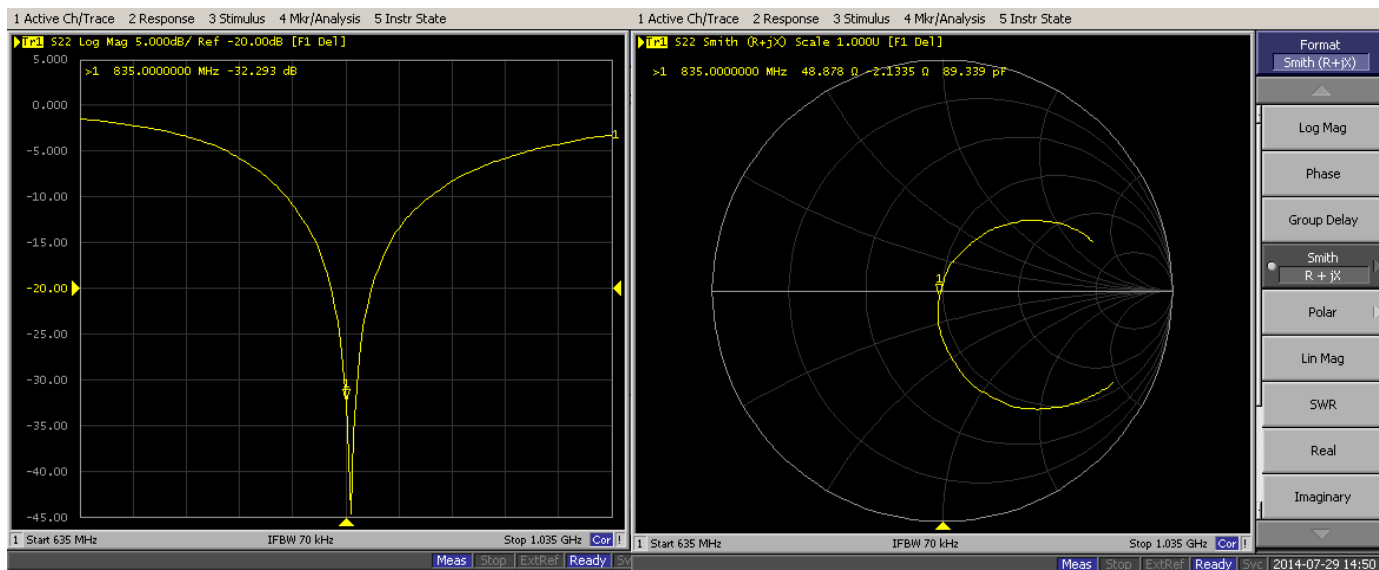 1 Active Ch/Trace 2 Response 3 Stimulus 4 Mkr/Analysis 5 Instr State
Tr1 S22 Log Mag 5.000dB/ Ref -20.00dB [F1 Del]
5.000
>1 835.0000000 MHz -32.293 dB
0.000
-5.000
-10.00
-15.00
-20.00
-25.00
-30.00
-35.00
-40.00
-45.00
1
1
1 Start 635 MHz IFBW 70 kHz Stop 1.035 GHz Cor !
Meas Stop ExtRef Ready Sv
1 Active Ch/Trace 2 Response 3 Stimulus 4 Mkr/Analysis 5 Instr State
Tr1 S22 Smith (R+jX) Scale 1.000U [F1 Del]
>1 835.0000000 MHz 48.878 Ω -2.1335 Ω 89.339 pF
1
1 Start 635 MHz IFBW 70 kHz Stop 1.035 GHz Cor !
Meas Stop ExtRef Ready Svc 2014-07-29 14:50
Format
Smith (R+jX)
Log Mag
Phase
Group Delay
Smith
R + jX
Polar
Lin Mag
SWR
Real
Imaginary